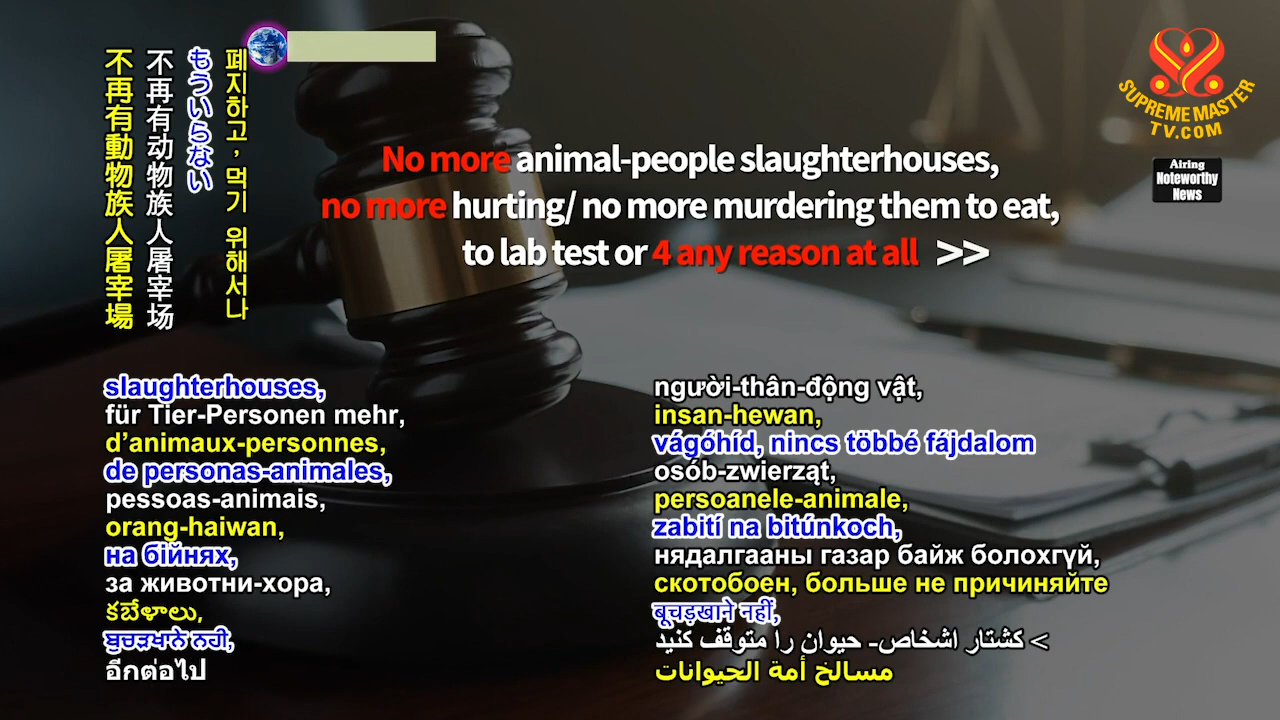 不再有動物族人屠宰場
不再有动物族人屠宰场
もういらない
폐지하고, 먹기 위해서나
SUPREME MASTER
TV.COM
Airing
Noteworthy
News
No more animal-people slaughterhouses,
no more hurting/ no more murdering them to eat,
to lab test or 4 any reason at all >>
slaughterhouses,
für Tier-Personen mehr,
d’animaux-personnes,
de personas-animales,
pessoas-animais,
orang-haiwan,
на бійнях,
за животни-хора,
కబేళాలు,
ਬੁਚੜਖਾਨੇ ਨਹੀ,
อีกต่อไป
người-thân-động vật,
insan-hewan,
vágóhíd, nincs többé fájdalom
osób-zwierząt,
persoanele-animale,
zabití na bitúnkoch,
нядалгааны газар байж болохгүй,
скотобоен, больше не причиняйте
बूचड़खाने नहीं,
کشتار اشخاص- حیوان را متوقف کنید >
مسالخ أمة الحيوانات